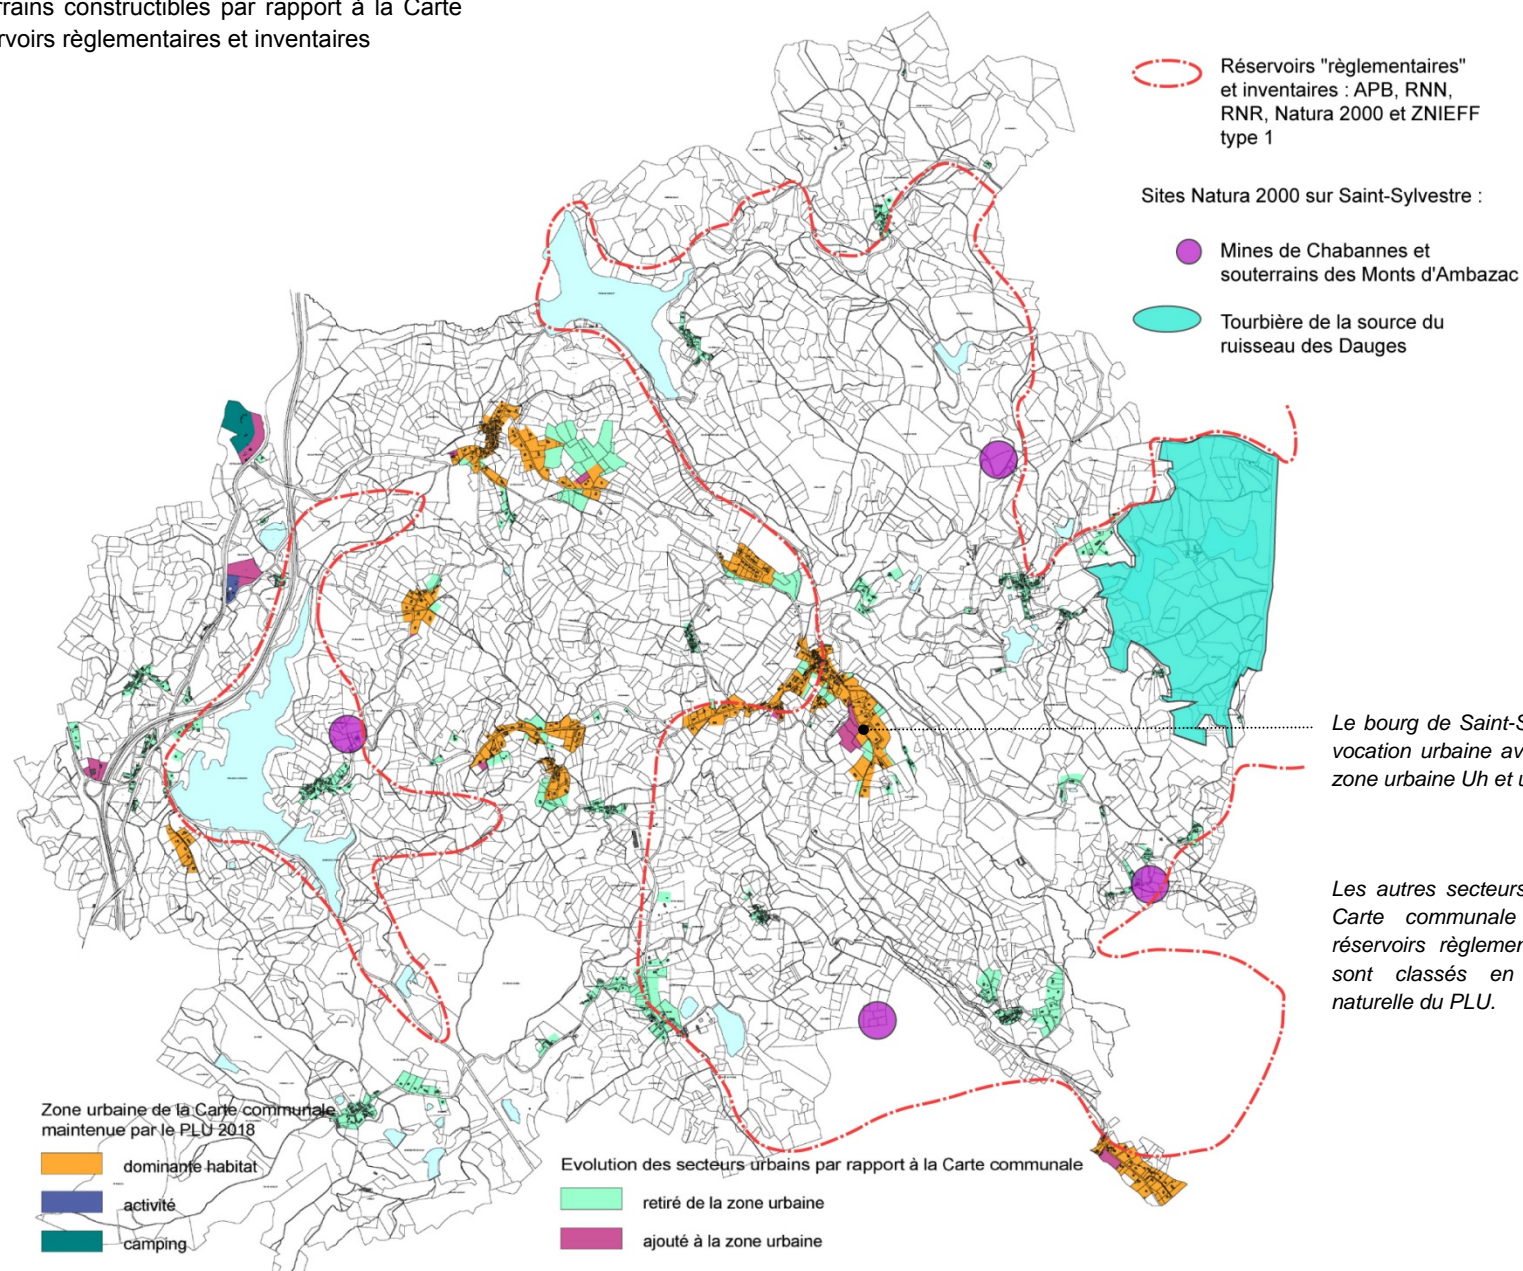 rrains constructibles par rapport à la Carte
ervoirs règlementaires et inventaires
Réservoirs "règlementaires"
et inventaires : APB, RNN,
RNR, Natura 2000 et ZNIEFF
type 1
Sites Natura 2000 sur Saint-Sylvestre :
Mines de Chabannes et
souterrains des Monts d'Ambazac
Tourbière de la source du
ruisseau des Dauges
Le bourg de Saint-S
vocation urbaine av
zone urbaine Uh et u
Les autres secteurs
Carte communale
réservoirs règlemen
sont classés en
naturelle du PLU.
Zone urbaine de la Carte communale
maintenue par le PLU 2018
dominante habitat
activité
camping
Evolution des secteurs urbains par rapport à la Carte communale
retiré de la zone urbaine
ajouté à la zone urbaine